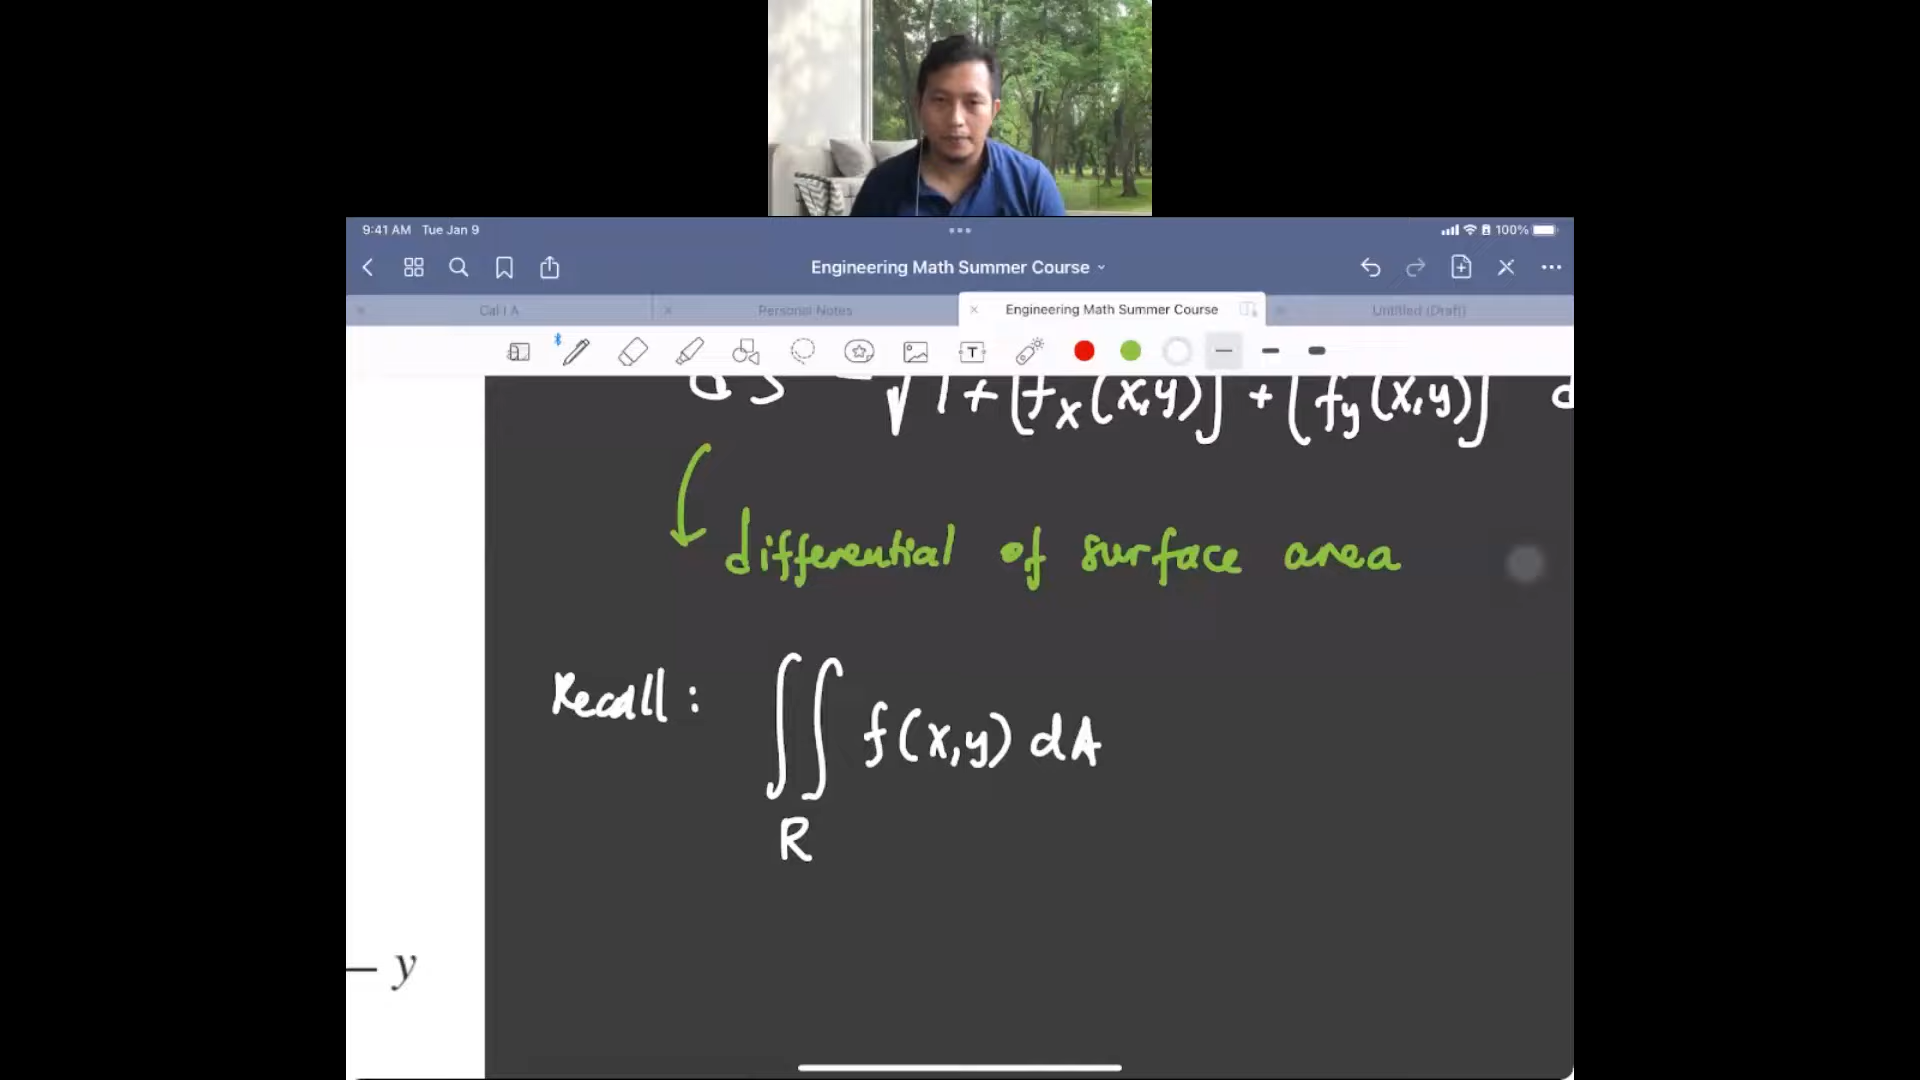 9:41 AM Tue Jan 9
100%
Engineering Math Summer Course
Cal I A
Personal Notes
Engineering Math Summer Course
Untitled (Draft)
T
dS = √1+[fx(x,y)]+[fy(x,y)] d
differential of surface area
Recall: ∬ f(x,y) dA
R
— y